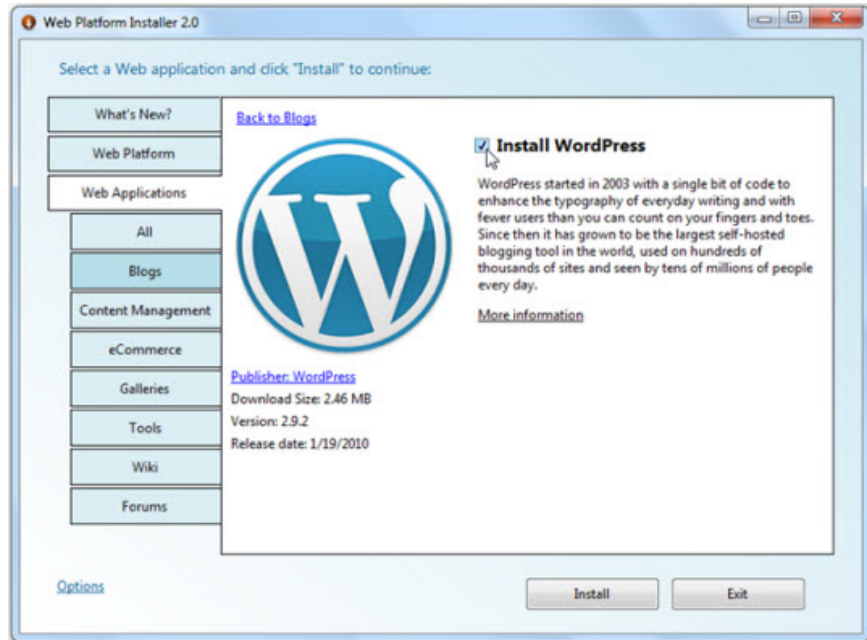 Web Platform Installer 2.0
Select a Web application and click "Install" to continue:
What's New?
Web Platform
Web Applications
All
Blogs
Content Management
eCommerce
Galleries
Tools
Wiki
Forums
Back to Blogs
W
Publisher: WordPress
Download Size: 2.46 MB
Version: 2.9.2
Release date: 1/19/2010
Install WordPress
WordPress started in 2003 with a single bit of code to
enhance the typography of everyday writing and with
fewer users than you can count on your fingers and toes.
Since then it has grown to be the largest self-hosted
blogging tool in the world, used on hundreds of
thousands of sites and seen by tens of millions of people
every day.
More information
Options
Install
Exit